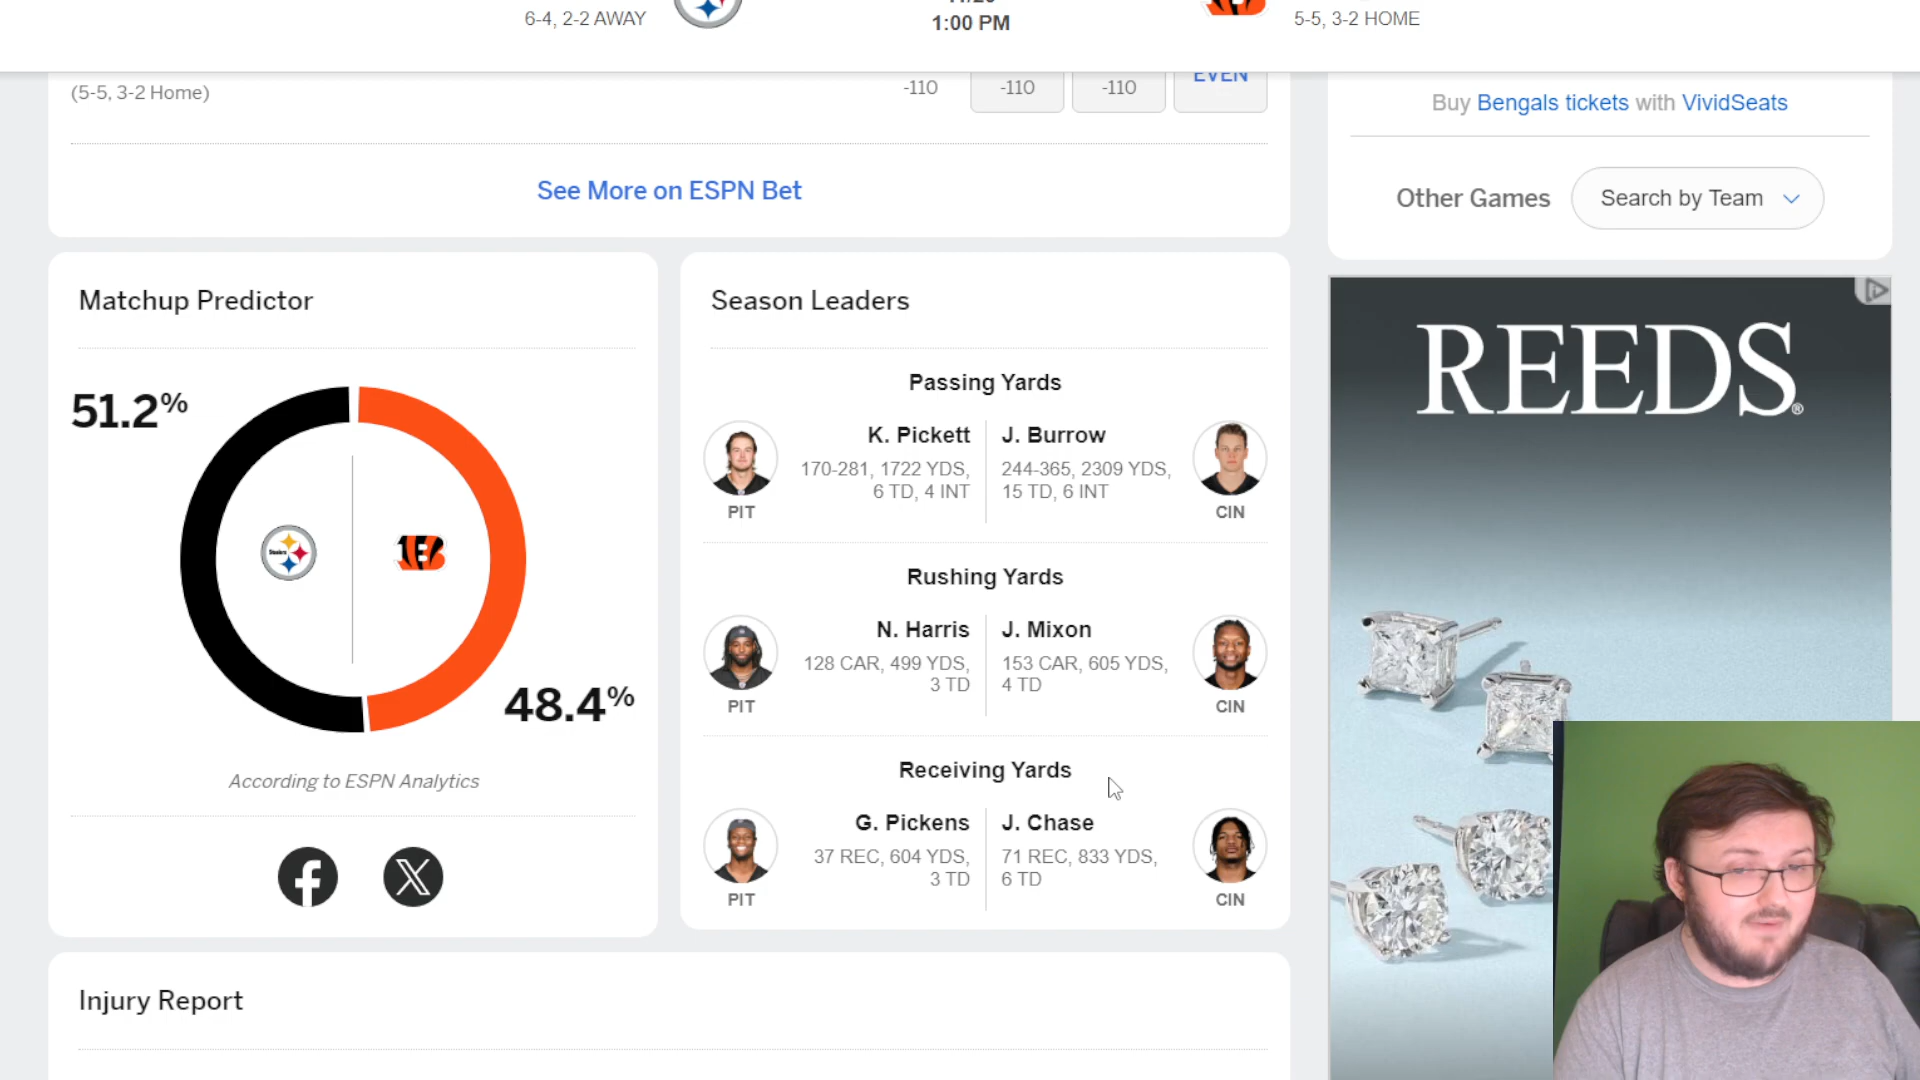 6-4, 2-2 AWAY
1:00 PM
5-5, 3-2 HOME
(5-5, 3-2 Home)
-110
-110
-110
EVEN
See More on ESPN Bet
Buy Bengals tickets with VividSeats
Other Games
Search by Team
Matchup Predictor
51.2%
Steelers
48.4%
According to ESPN Analytics
Season Leaders
Passing Yards
K. Pickett
170-281, 1722 YDS,
6 TD, 4 INT
PIT
J. Burrow
244-365, 2309 YDS,
15 TD, 6 INT
CIN
Rushing Yards
N. Harris
128 CAR, 499 YDS,
3 TD
PIT
J. Mixon
153 CAR, 605 YDS,
4 TD
CIN
Receiving Yards
G. Pickens
37 REC, 604 YDS,
3 TD
PIT
J. Chase
71 REC, 833 YDS,
6 TD
CIN
Injury Report
REEDS®